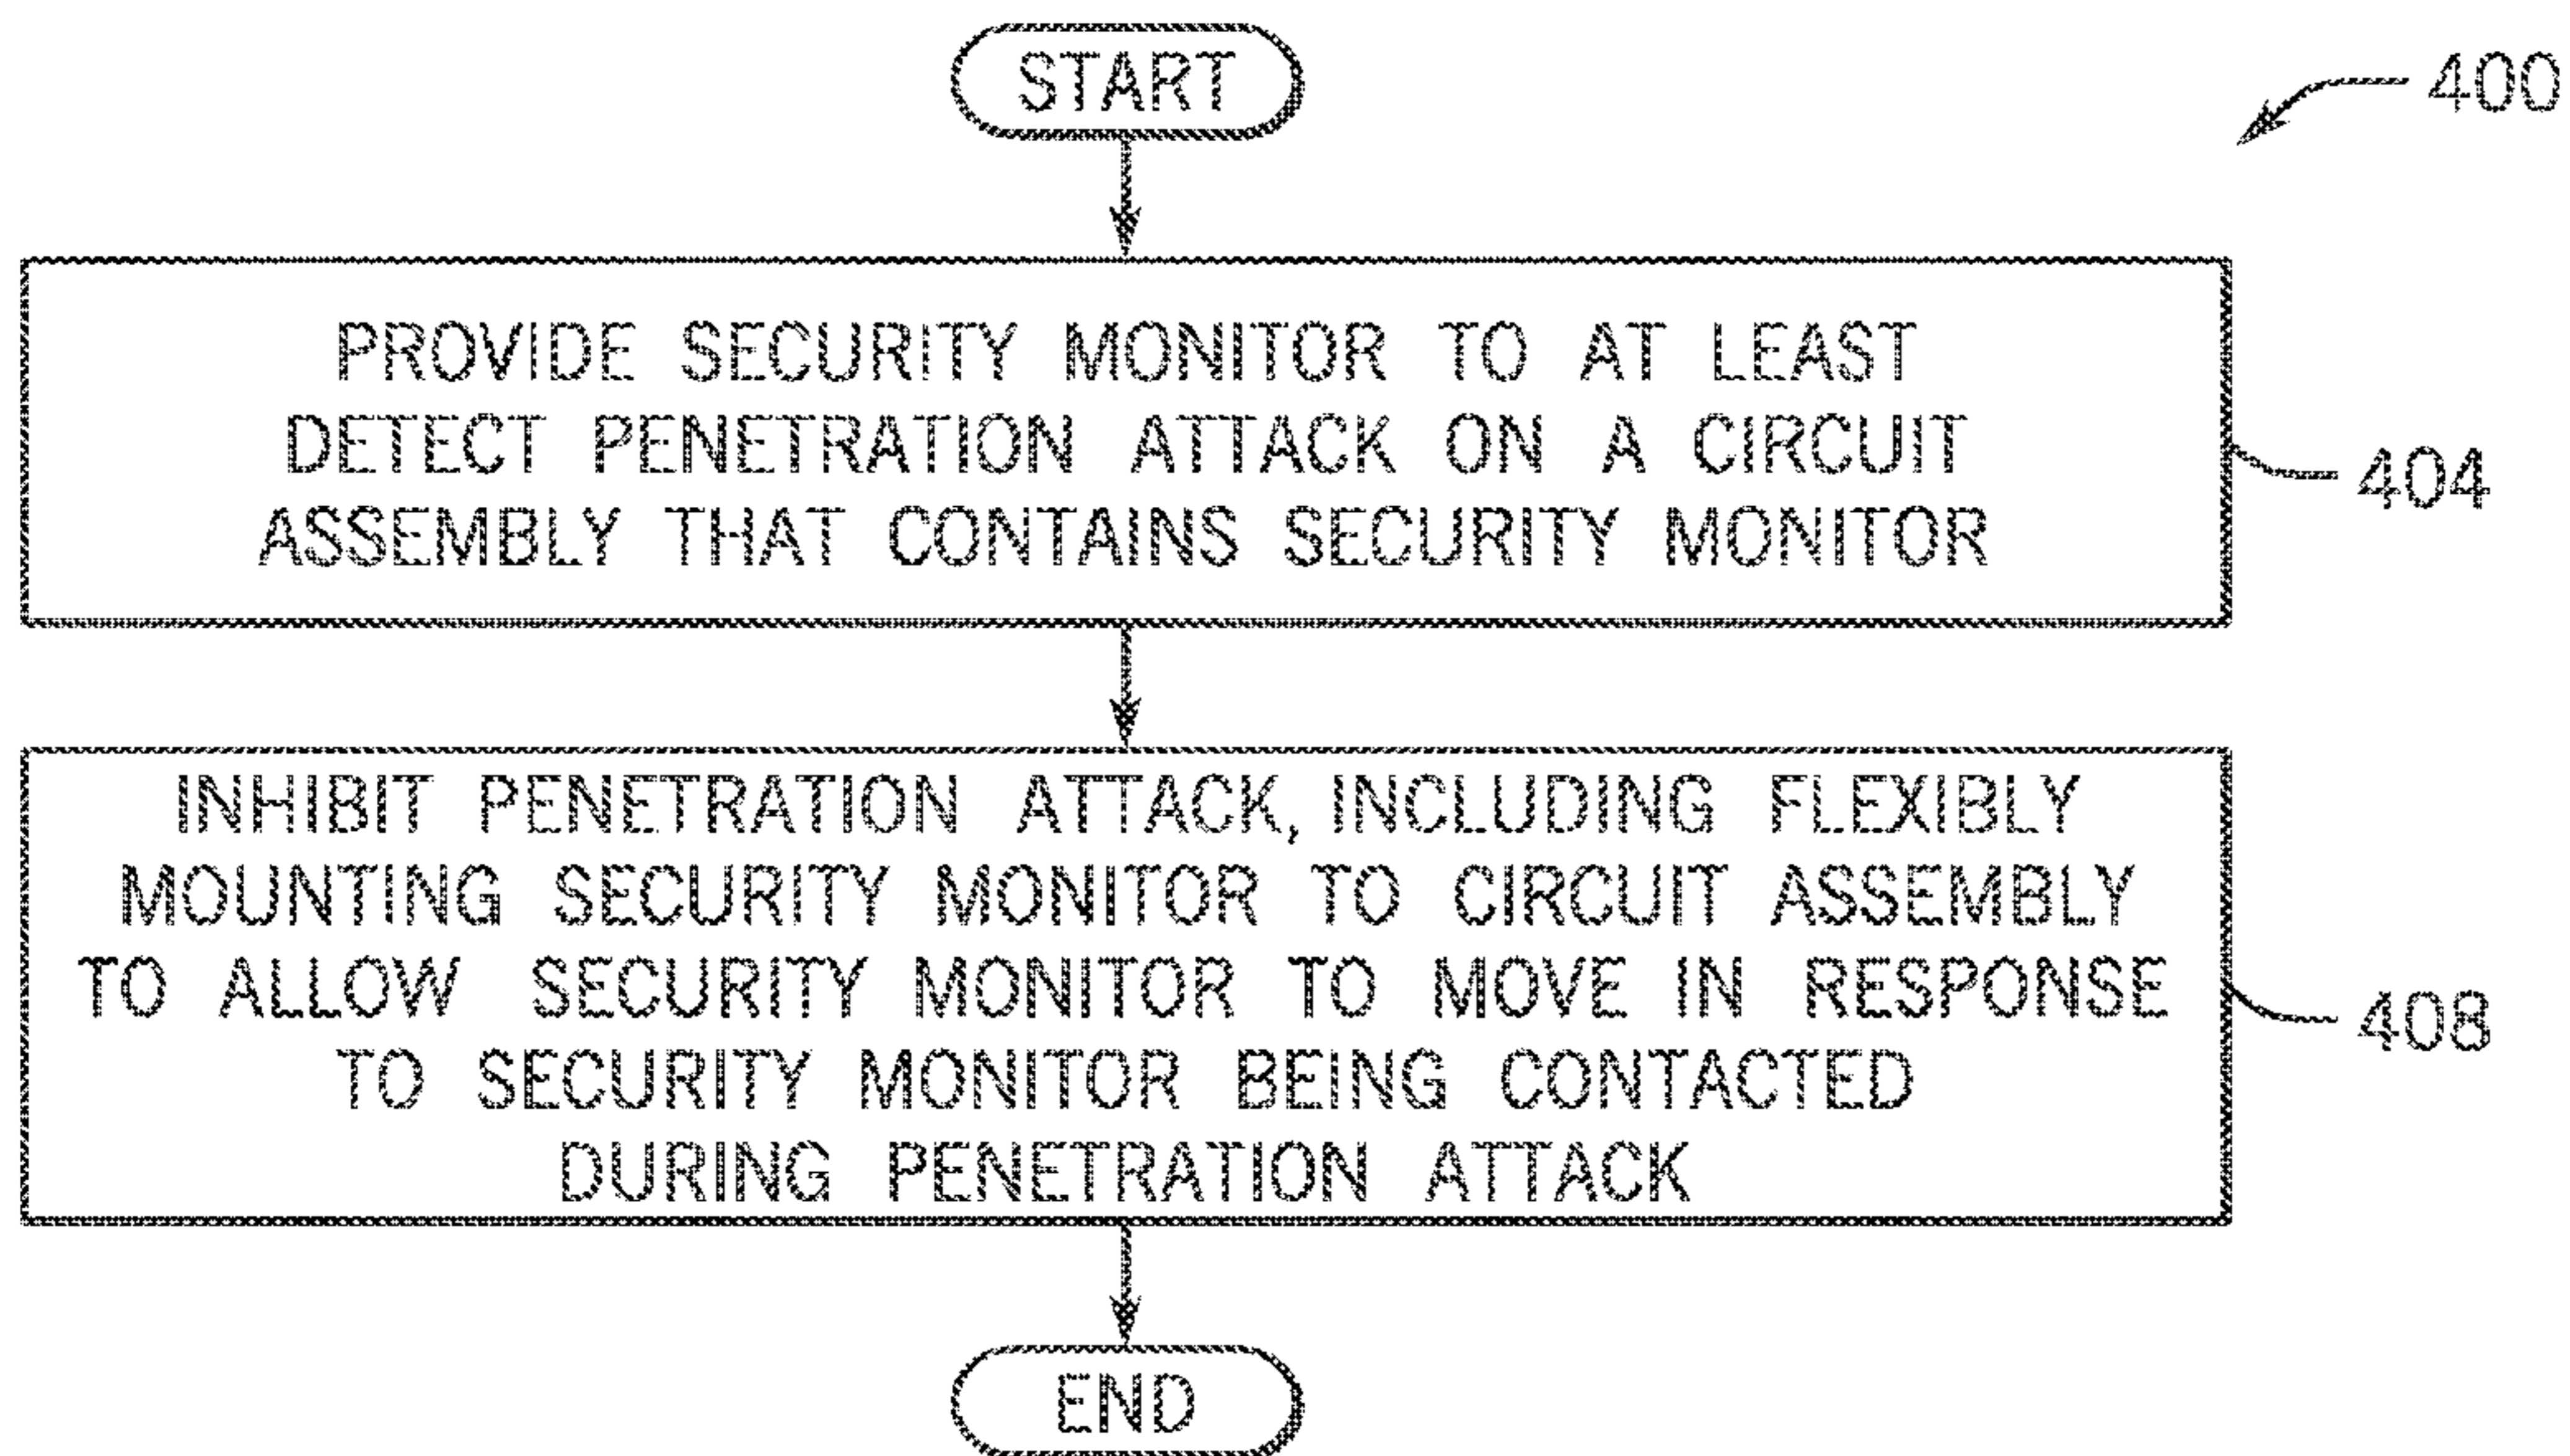 START
400
PROVIDE SECURITY MONITOR TO AT LEAST
DETECT PENETRATION ATTACK ON A CIRCUIT
ASSEMBLY THAT CONTAINS SECURITY MONITOR
404
INHIBIT PENETRATION ATTACK, INCLUDING FLEXIBLY
MOUNTING SECURITY MONITOR TO CIRCUIT ASSEMBLY
TO ALLOW SECURITY MONITOR TO MOVE IN RESPONSE
TO SECURITY MONITOR BEING CONTACTED
DURING PENETRATION ATTACK
408
END